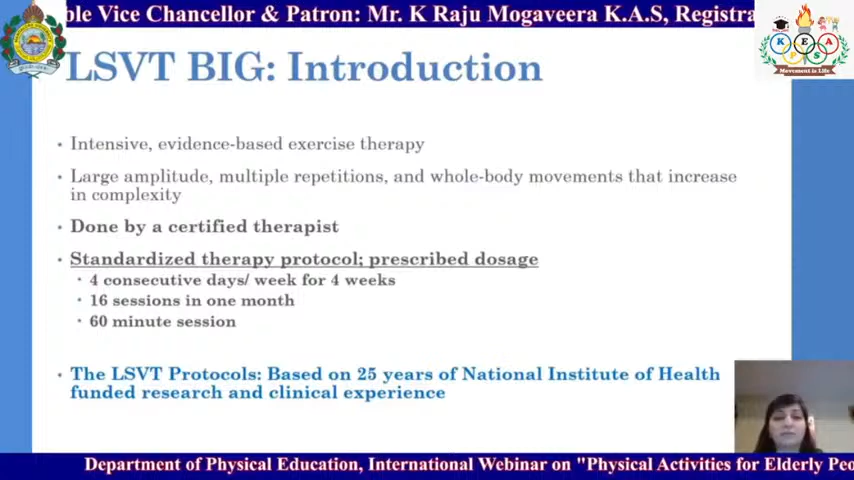 ble Vice Chancellor & Patron: Mr. K Raju Mogaveera K.A.S, Registra
LSVT BIG: Introduction
K E A
P S
Movement is Life
• Intensive, evidence-based exercise therapy
• Large amplitude, multiple repetitions, and whole-body movements that increase
in complexity
• Done by a certified therapist
• Standardized therapy protocol; prescribed dosage
• 4 consecutive days/ week for 4 weeks
• 16 sessions in one month
• 60 minute session
• The LSVT Protocols: Based on 25 years of National Institute of Health
funded research and clinical experience
Department of Physical Education, International Webinar on "Physical Activities for Elderly Peo